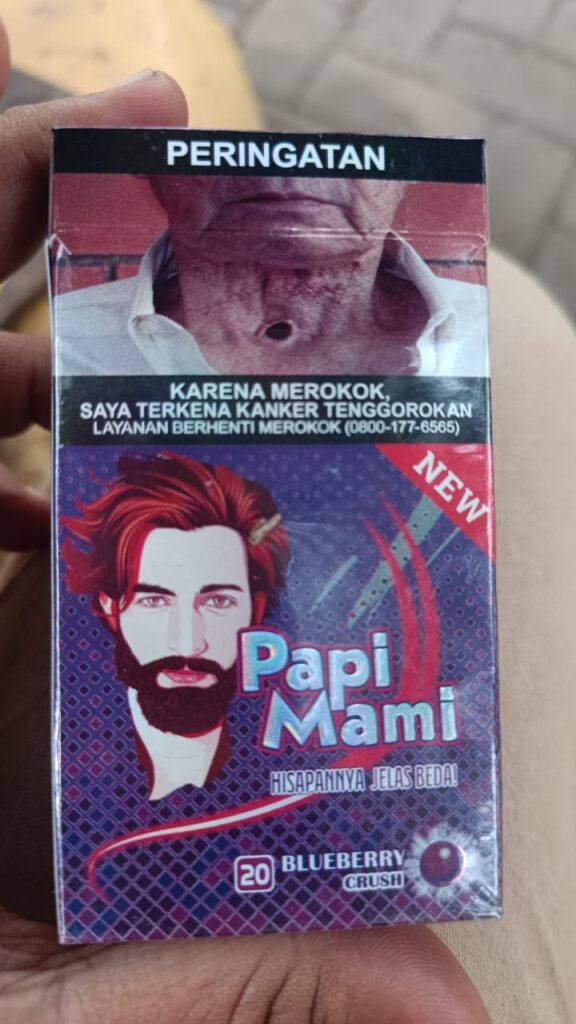 PERINGATAN
KARENA MEROKOK,
SAYA TERKENA KANKER TENGGOROKAN
LAYANAN BERHENTI MEROKOK (0800-177-6565)
NEW
Papi
Mami
HISAPANNYA JELAS BEDA!
20 BLUEBERRY
CRUSH